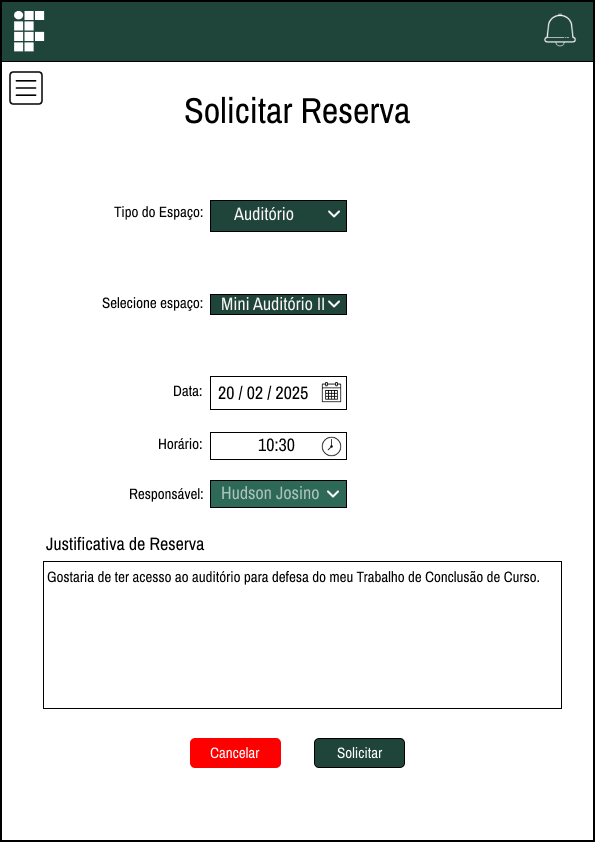 Solicitar Reserva
Tipo do Espaço: Auditório
Selecione espaço: Mini Auditório II
Data: 20 / 02 / 2025
Horário: 10:30
Responsável: Hudson Josino
Justificativa de Reserva
Gostaria de ter acesso ao auditório para defesa do meu Trabalho de Conclusão de Curso.
Cancelar Solicitar